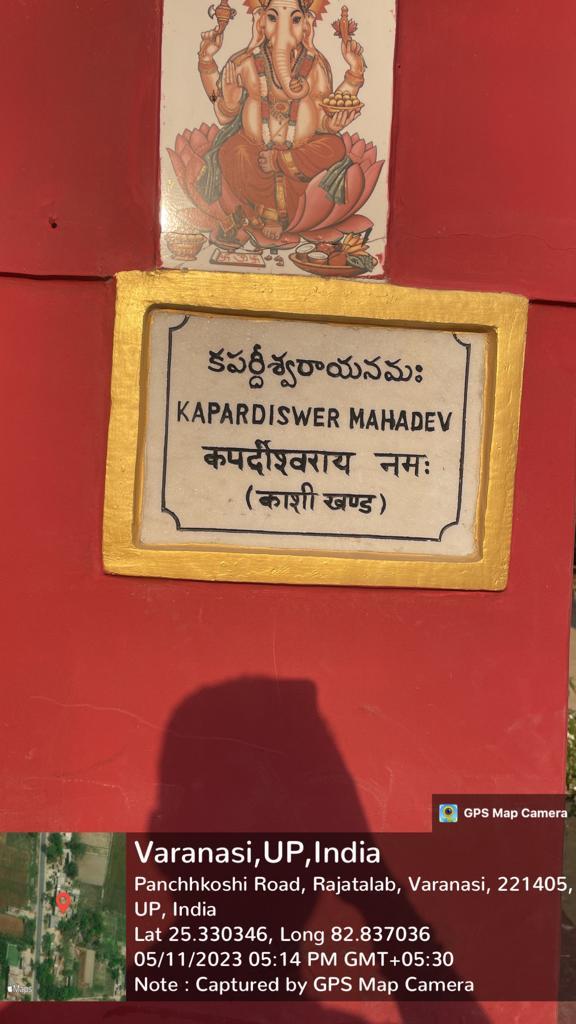 కపర్దీశ్వరాయనమః
KAPARDISWER MAHADEV
कपर्दीश्वराय नमः
(काशी खण्ड)
GPS Map Camera
Varanasi,UP,India
Panchhkoshi Road, Rajatalab, Varanasi, 221405,
UP, India
Lat 25.330346, Long 82.837036
05/11/2023 05:14 PM GMT+05:30
Note : Captured by GPS Map Camera
Maps